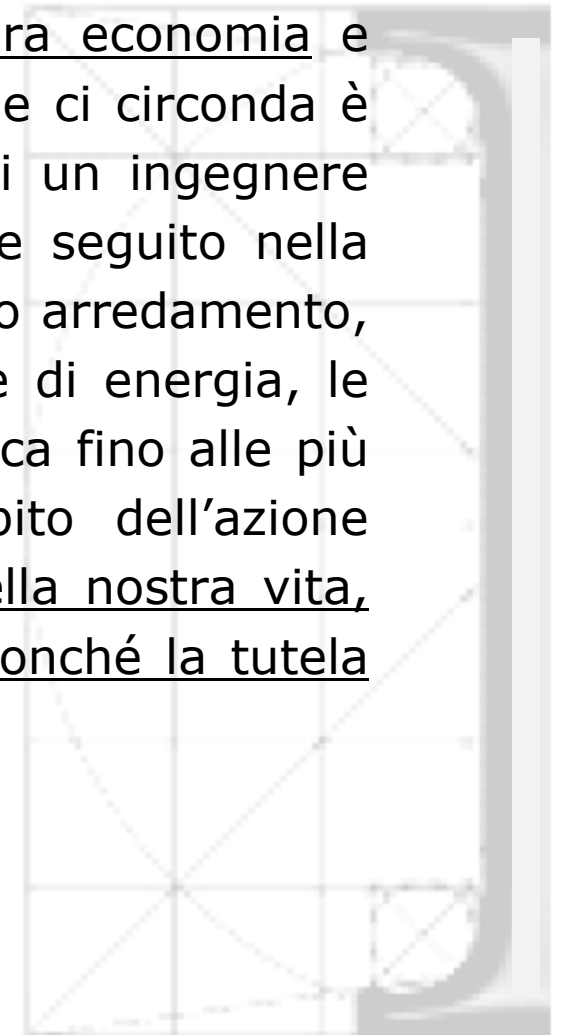 ra economia e
e ci circonda è
i un ingegnere
e seguito nella
o arredamento,
e di energia, le
ca fino alle più
bito dell’azione
ella nostra vita,
onché la tutela